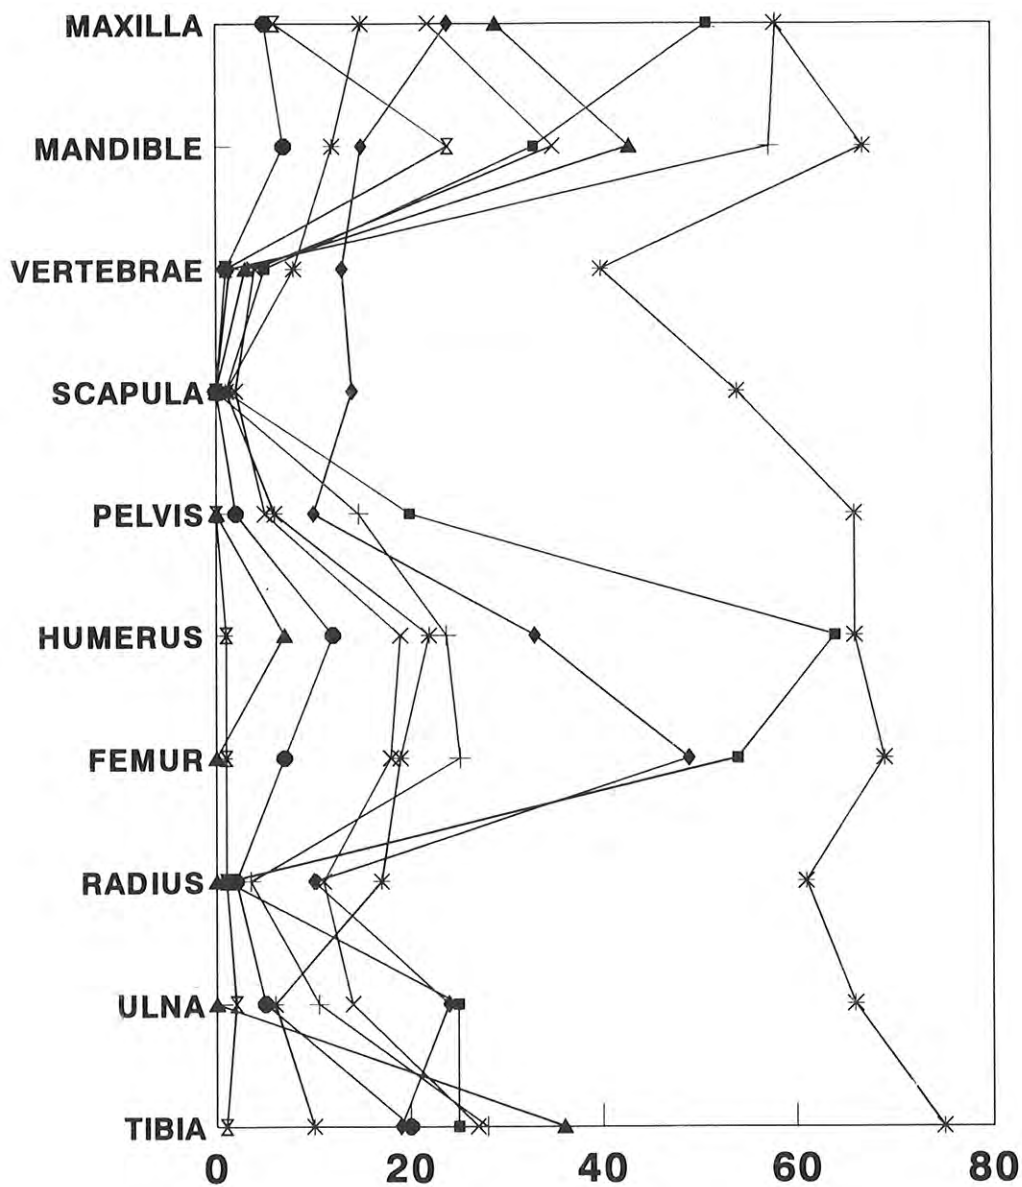 MAXILLA
MANDIBLE
VERTEBRAE
SCAPULA
PELVIS
HUMERUS
FEMUR
RADIUS
ULNA
TIBIA
0 20 40 60 80